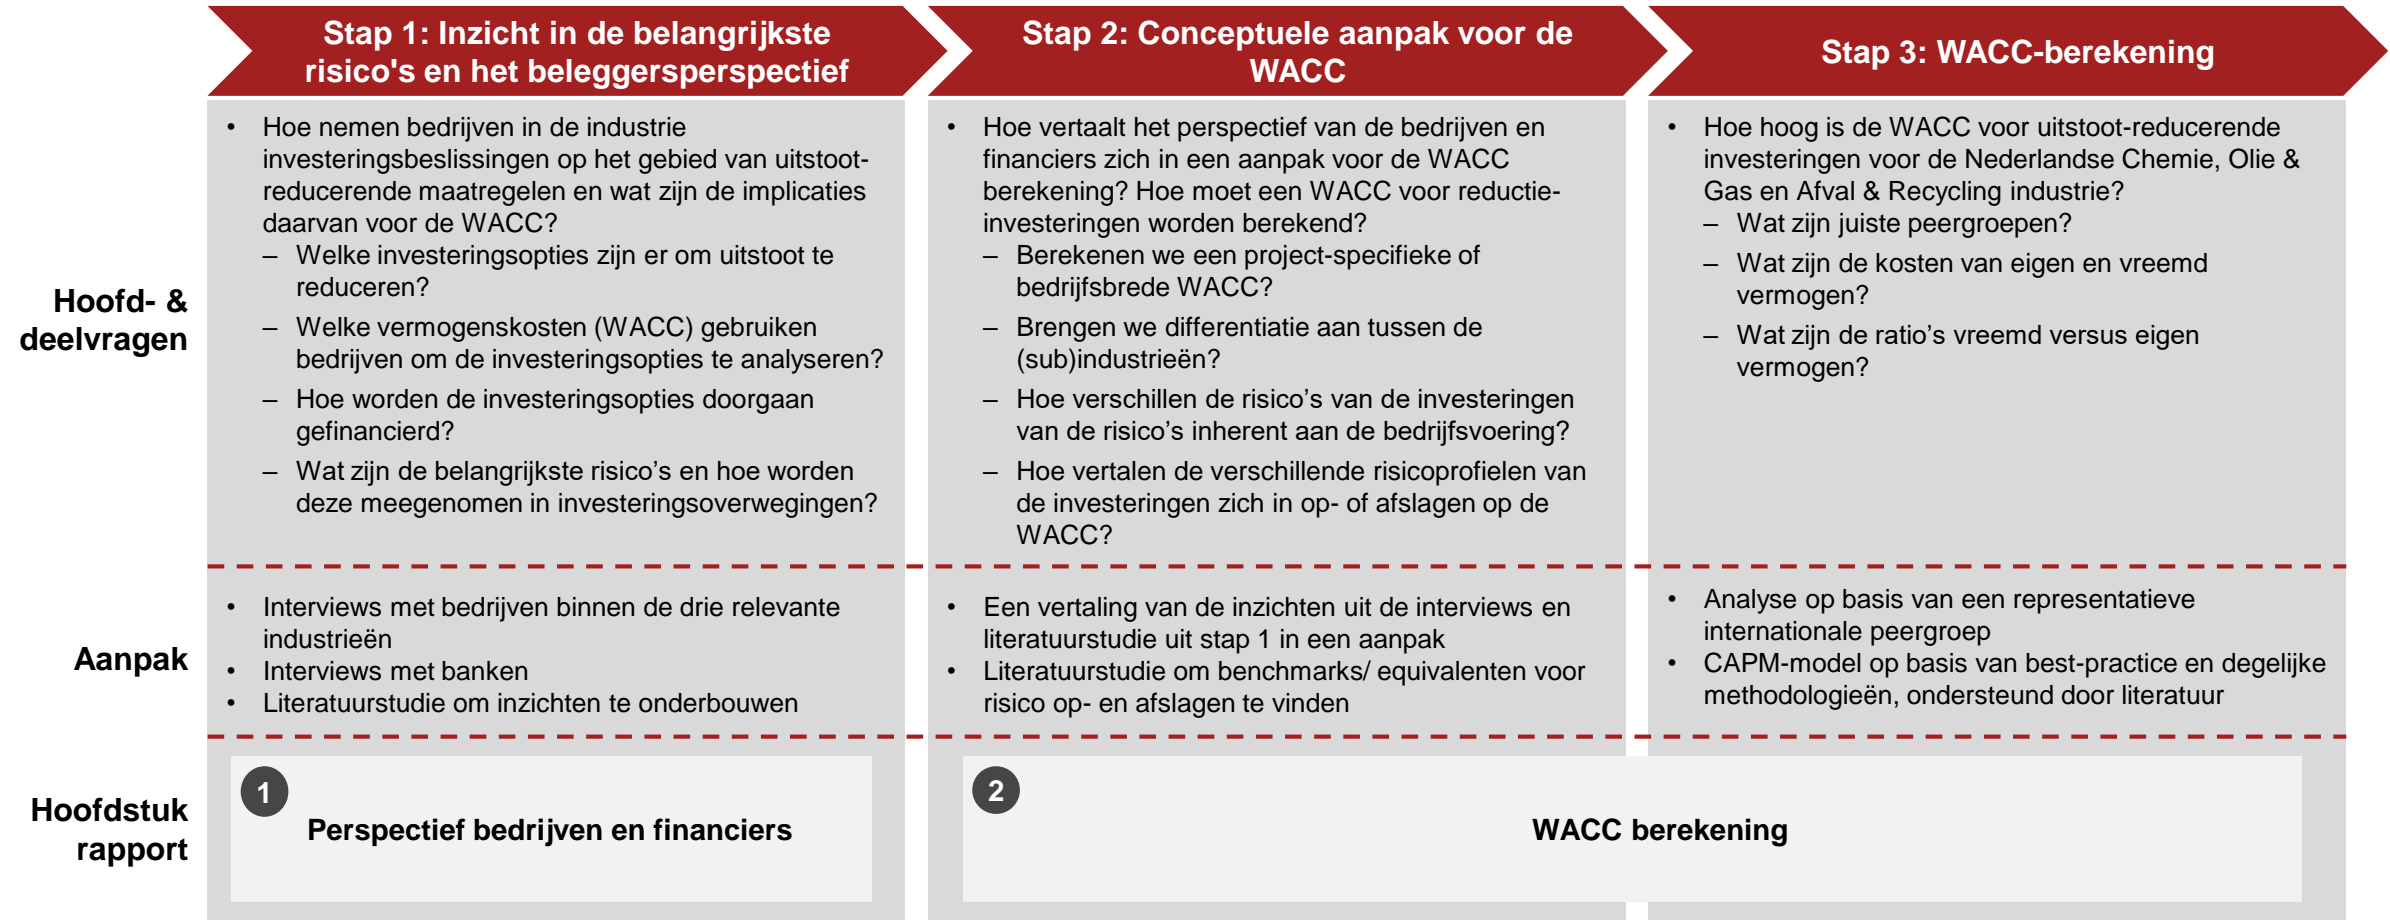 Stap 1: Inzicht in de belangrijkste
risico's en het beleggersperspectief
Stap 2: Conceptuele aanpak voor de
WACC
Stap 3: WACC-berekening
Hoofd- &
deelvragen
• Hoe nemen bedrijven in de industrie
investeringsbeslissingen op het gebied van uitstoot-
reducerende maatregelen en wat zijn de implicaties
daarvan voor de WACC?
– Welke investeringsopties zijn er om uitstoot te
reduceren?
– Welke vermogenskosten (WACC) gebruiken
bedrijven om de investeringsopties te analyseren?
– Hoe worden de investeringsopties doorgaan
gefinancierd?
– Wat zijn de belangrijkste risico’s en hoe worden
deze meegenomen in investeringsoverwegingen?
• Hoe vertaalt het perspectief van de bedrijven en
financiers zich in een aanpak voor de WACC
berekening? Hoe moet een WACC voor reductie-
investeringen worden berekend?
– Berekenen we een project-specifieke of
bedrijfsbrede WACC?
– Brengen we differentiatie aan tussen de
(sub)industrieën?
– Hoe verschillen de risico’s van de investeringen
van de risico’s inherent aan de bedrijfsvoering?
– Hoe vertalen de verschillende risicoprofielen van
de investeringen zich in op- of afslagen op de
WACC?
• Hoe hoog is de WACC voor uitstoot-reducerende
investeringen voor de Nederlandse Chemie, Olie &
Gas en Afval & Recycling industrie?
– Wat zijn juiste peergroepen?
– Wat zijn de kosten van eigen en vreemd
vermogen?
– Wat zijn de ratio’s vreemd versus eigen
vermogen?
Aanpak
• Interviews met bedrijven binnen de drie relevante
industrieën
• Interviews met banken
• Literatuurstudie om inzichten te onderbouwen
• Een vertaling van de inzichten uit de interviews en
literatuurstudie uit stap 1 in een aanpak
• Literatuurstudie om benchmarks/ equivalenten voor
risico op- en afslagen te vinden
• Analyse op basis van een representatieve
internationale peergroep
• CAPM-model op basis van best-practice en degelijke
methodologieën, ondersteund door literatuur
Hoofdstuk
rapport
1
Perspectief bedrijven en financiers
2
WACC berekening